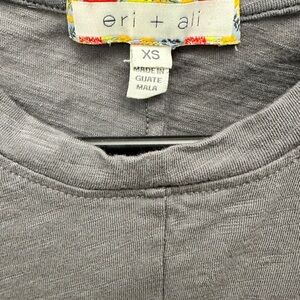 eri + ali
XS
MADE IN
GUATE
MALA